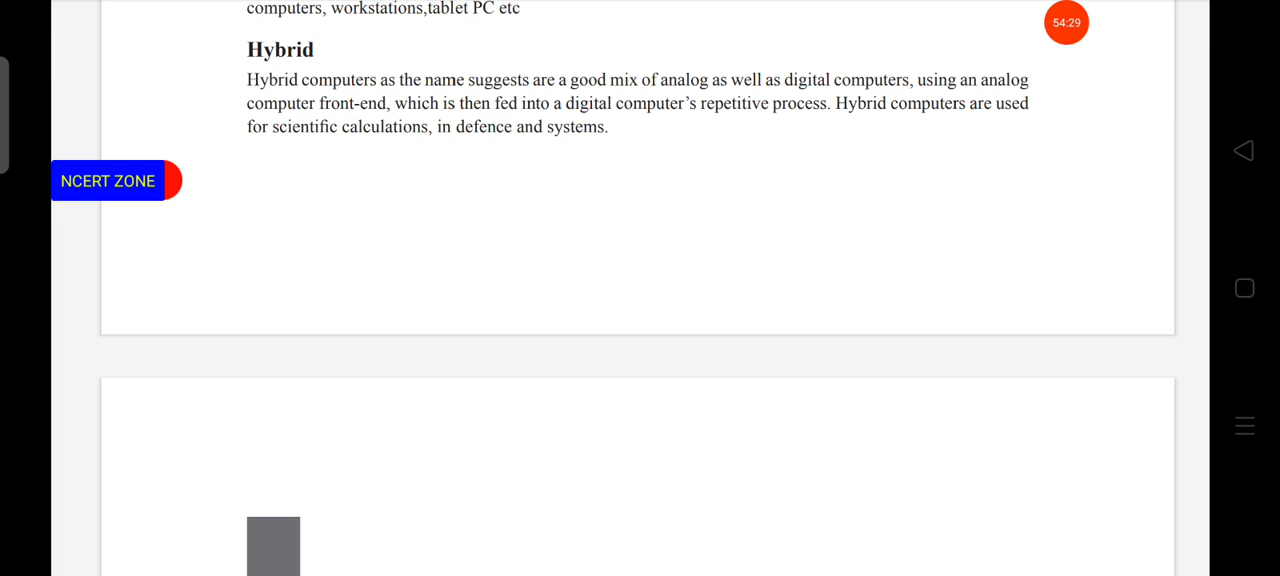 computers, workstations,tablet PC etc
54:29
Hybrid
Hybrid computers as the name suggests are a good mix of analog as well as digital computers, using an analog
computer front-end, which is then fed into a digital computer’s repetitive process. Hybrid computers are used
for scientific calculations, in defence and systems.
NCERT ZONE